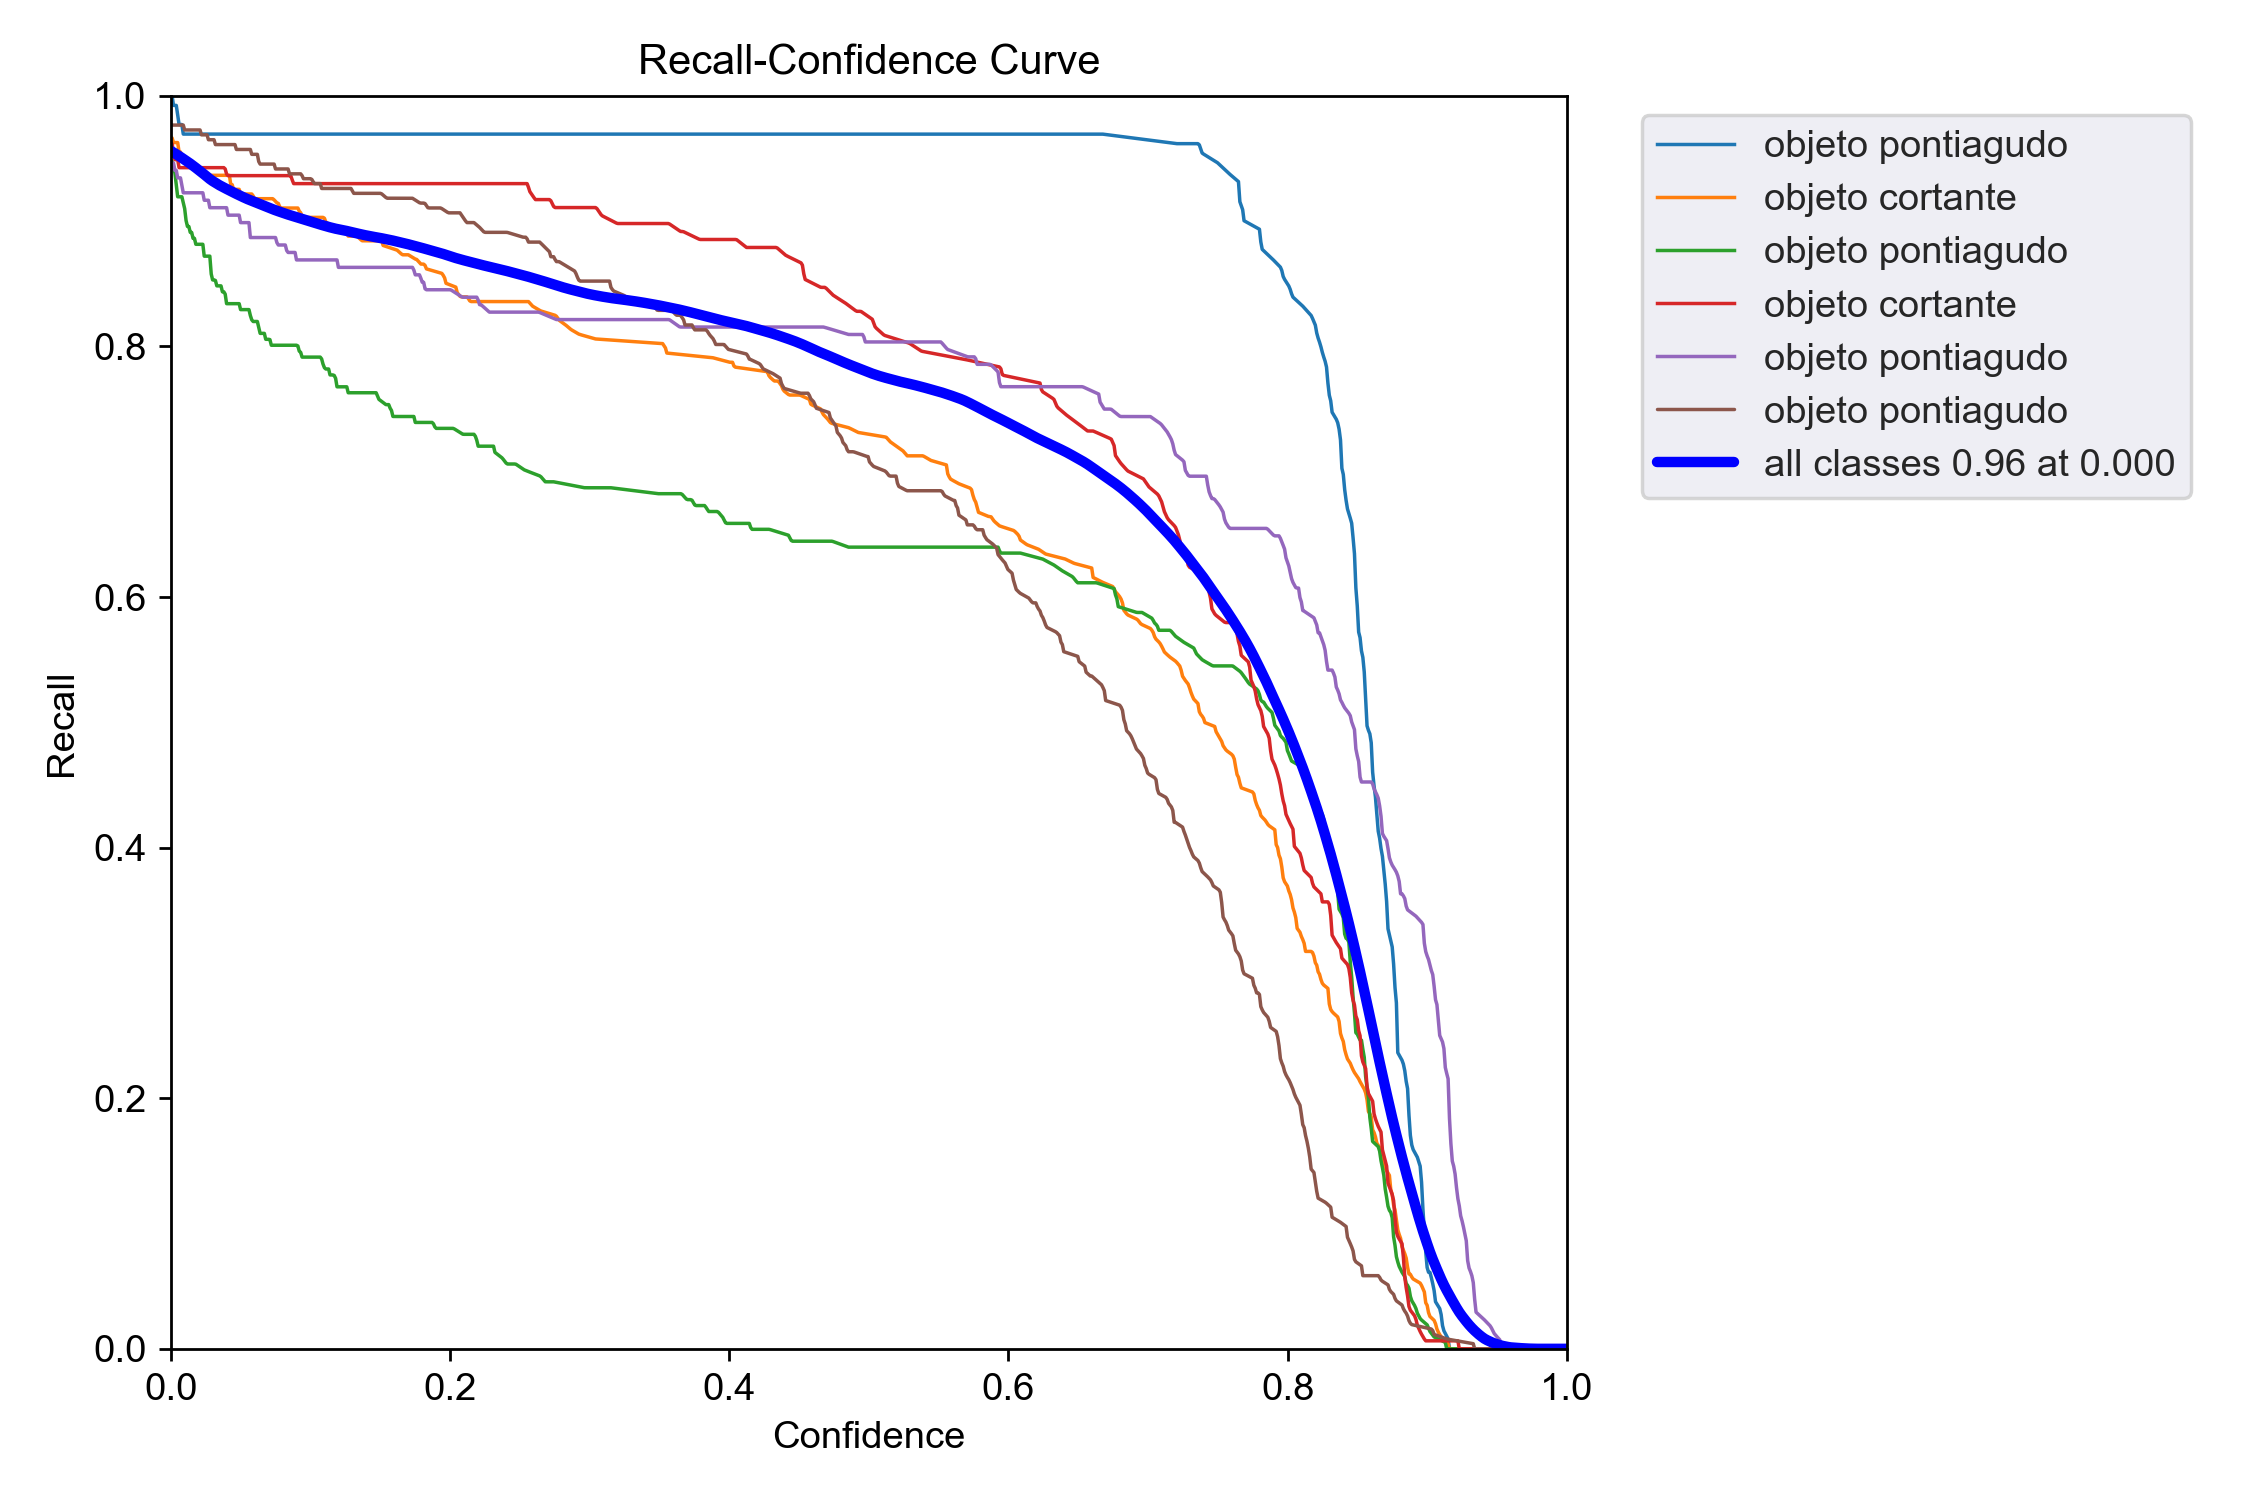 Recall-Confidence Curve
1.0
0.8
0.6
0.4
0.2
0.0
Recall
0.0 0.2 0.4 0.6 0.8 1.0
Confidence
objeto pontiagudo
objeto cortante
objeto pontiagudo
objeto cortante
objeto pontiagudo
objeto pontiagudo
all classes 0.96 at 0.000